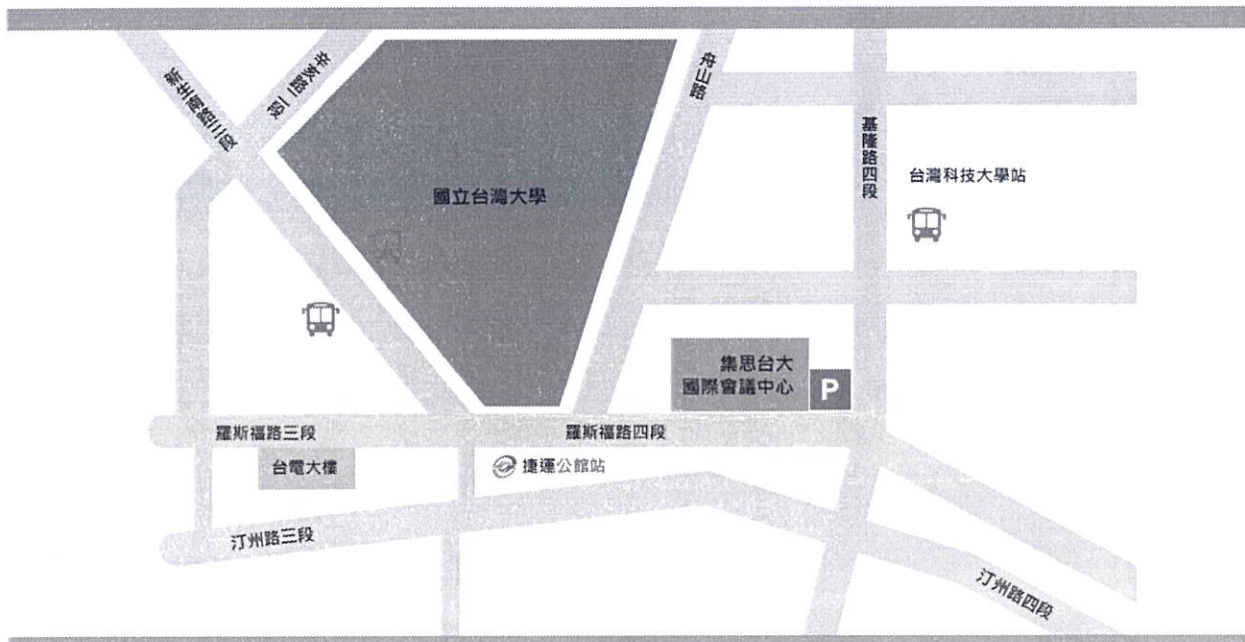 新生南路三段
辛亥路二段
舟山路
基隆路四段
台灣科技大學站
國立台灣大學
集思台大
國際會議中心
P
羅斯福路三段
羅斯福路四段
台電大樓
捷運公館站
汀州路三段
汀州路四段